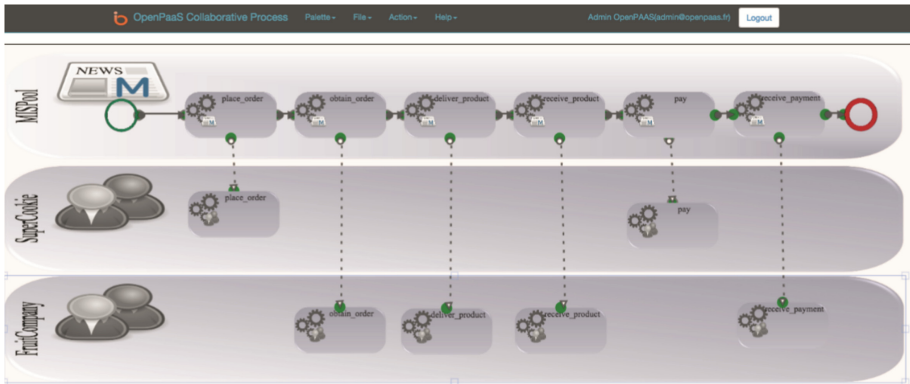 OpenPaaS Collaborative Process Palette File Action Help Admin OpenPAAS(admin@openpaas.fr) Logout
NEWS
M
MISPool
place_order obtain_order deliver_product receive_product pay receive_payment
SuperCookie
place_order pay
FruitCompany
obtain_order deliver_product receive_product receive_payment